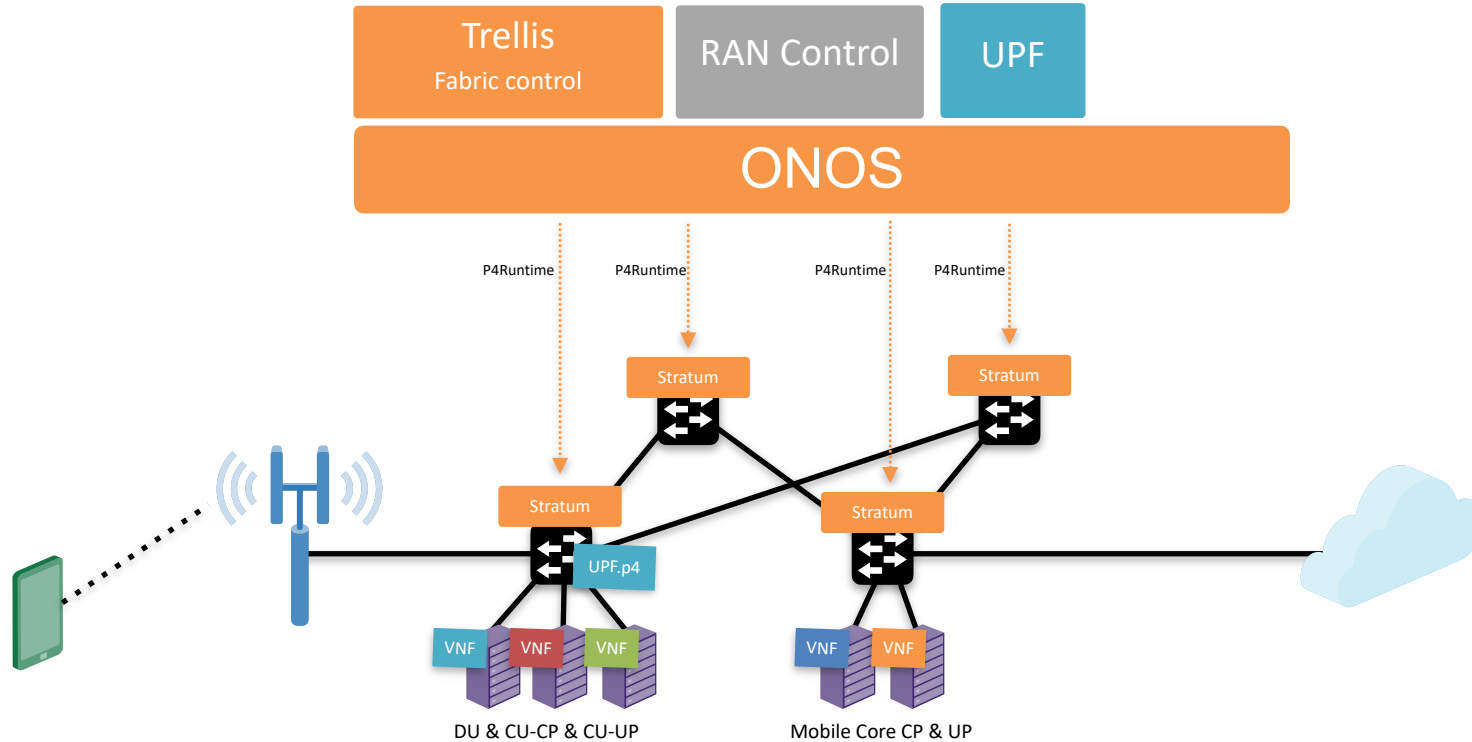 Trellis
Fabric control
RAN Control
UPF
ONOS
P4Runtime
P4Runtime
P4Runtime
P4Runtime
Stratum
Stratum
Stratum
Stratum
UPF.p4
VNF
VNF
VNF
VNF
VNF
DU & CU-CP & CU-UP
Mobile Core CP & UP